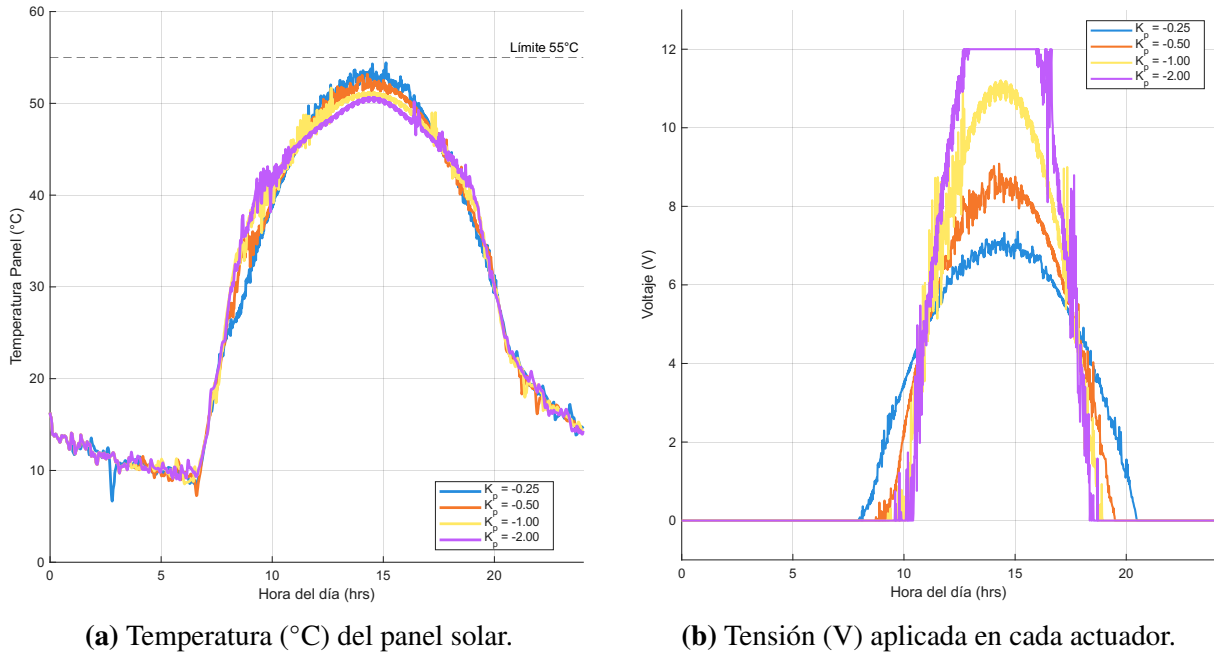 60
50
40
30
20
10
0
Temperatura Panel (°C)
Límite 55°C
K_p = -0.25
K_p = -0.50
K_p = -1.00
K_p = -2.00
0 5 10 15 20
Hora del día (hrs)
(a) Temperatura (°C) del panel solar.
12
10
8
6
4
2
0
Voltaje (V)
K_p = -0.25
K_p = -0.50
K_p = -1.00
K_p = -2.00
0 5 10 15 20
Hora del día (hrs)
(b) Tensión (V) aplicada en cada actuador.